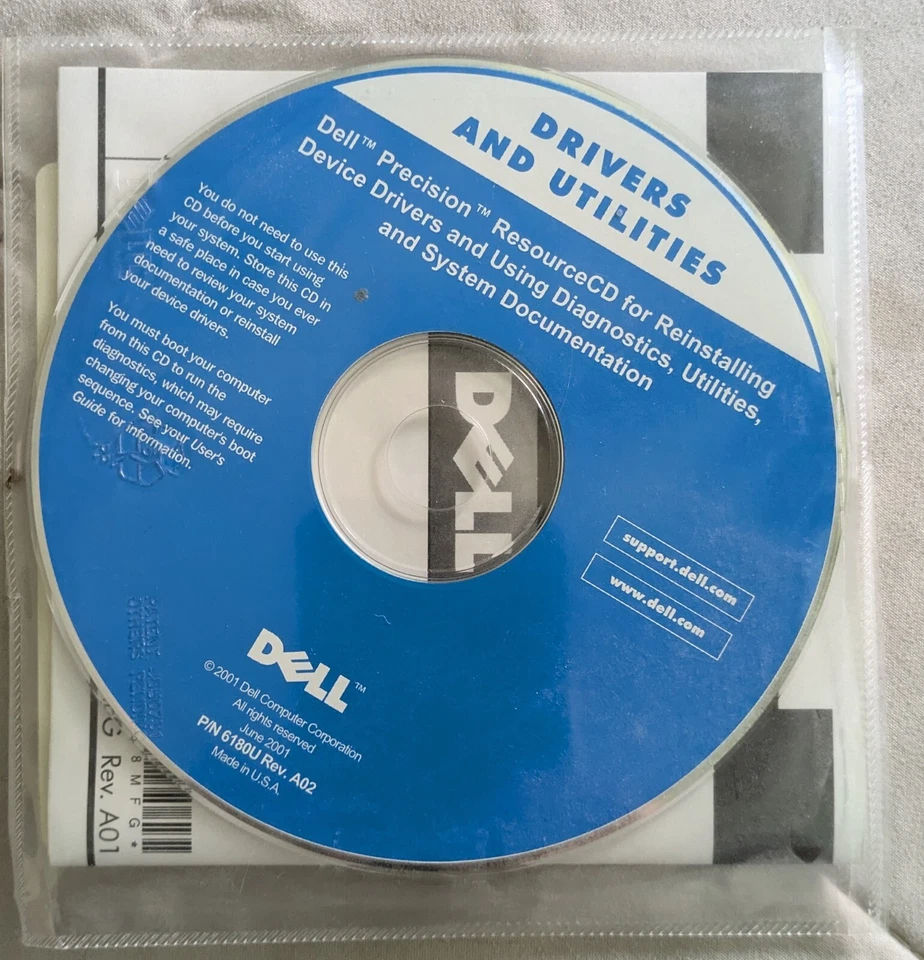 DRIVERS
AND UTILITIES
Dell™ Precision™ ResourceCD for Reinstalling
Device Drivers and Using Diagnostics, Utilities,
and System Documentation
You do not need to use this
CD before you start using
your system. Store this CD in
a safe place in case you ever
need to review your system
documentation or reinstall
your device drivers.
You must boot your computer
from this CD to run the
diagnostics, which may require
changing your computer's boot
sequence. See your User's
Guide for information.
DELL
support.dell.com
www.dell.com
DELL™
© 2001 Dell Computer Corporation
All rights reserved
June 2001
P/N 6180U Rev. A02
Made in U.S.A.
8MFG*
G Rev. A01